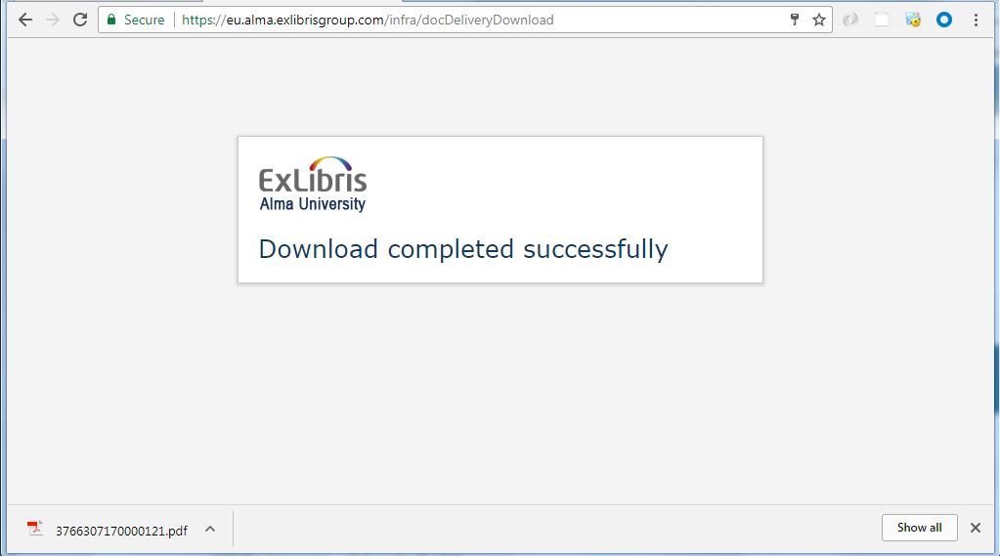 Secure https://eu.alma.exlibrisgroup.com/infra/docDeliveryDownload
ExLibris
Alma University
Download completed successfully
3766307170000121.pdf
Show all